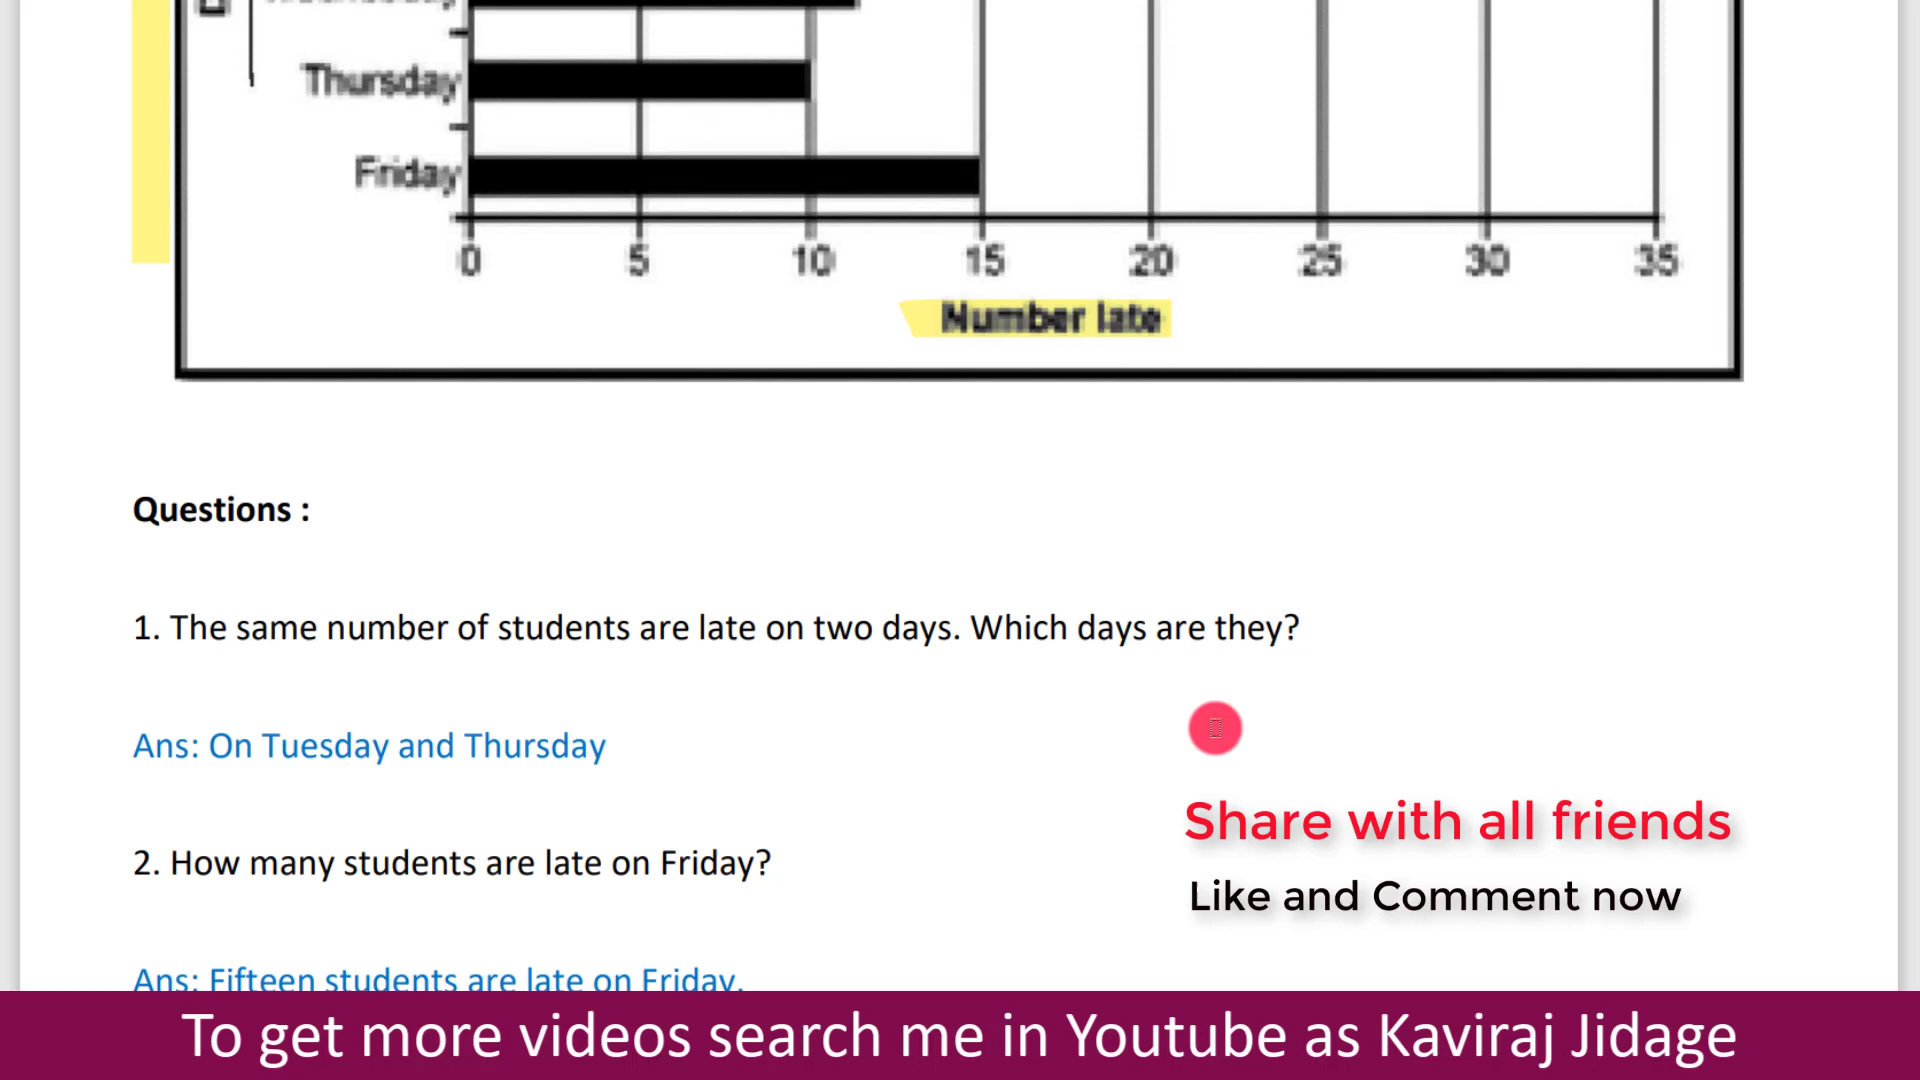 Thursday
Friday
0 5 10 15 20 25 30 35
Number late
Questions :
1. The same number of students are late on two days. Which days are they?
Ans: On Tuesday and Thursday
2. How many students are late on Friday?
Ans: Fifteen students are late on Friday.
Share with all friends
Like and Comment now
To get more videos search me in Youtube as Kaviraj Jidage